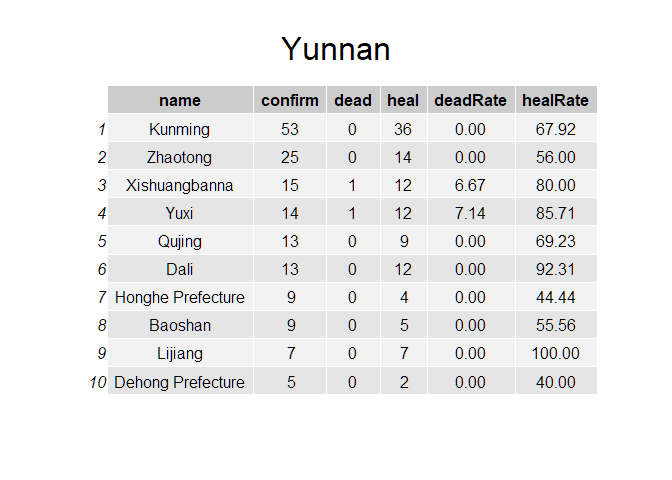 Yunnan
name confirm dead heal deadRate healRate
1 Kunming 53 0 36 0.00 67.92
2 Zhaotong 25 0 14 0.00 56.00
3 Xishuangbanna 15 1 12 6.67 80.00
4 Yuxi 14 1 12 7.14 85.71
5 Qujing 13 0 9 0.00 69.23
6 Dali 13 0 12 0.00 92.31
7 Honghe Prefecture 9 0 4 0.00 44.44
8 Baoshan 9 0 5 0.00 55.56
9 Lijiang 7 0 7 0.00 100.00
10 Dehong Prefecture 5 0 2 0.00 40.00